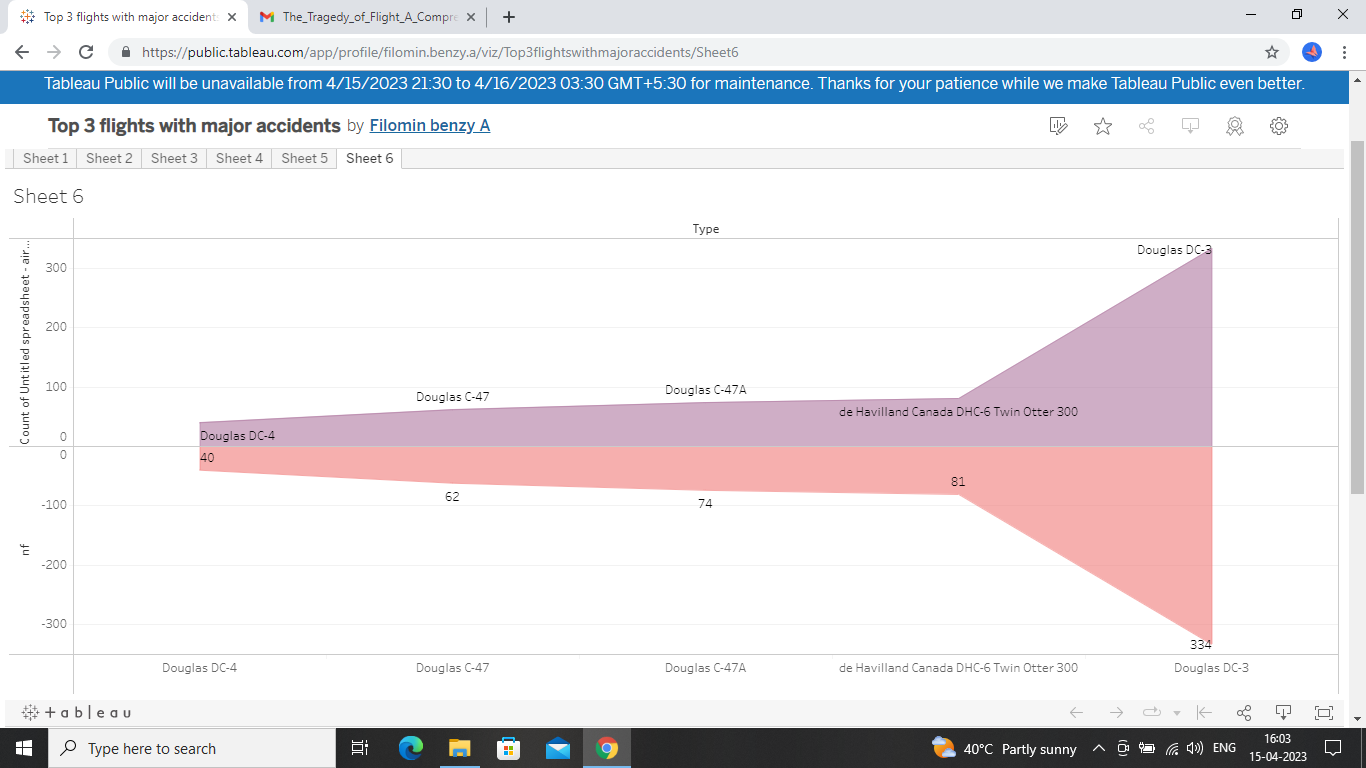 Top 3 flights with major accident
The_Tragedy_of_Flight_A_Compre
https://public.tableau.com/app/profile/filomin.benzy.a/viz/Top3flightswithmajoraccidents/Sheet6
Tableau Public will be unavailable from 4/15/2023 21:30 to 4/16/2023 03:30 GMT+5:30 for maintenance. Thanks for your patience while we make Tableau Public even better.
Top 3 flights with major accidents by Filomin benzy A
Sheet 1 Sheet 2 Sheet 3 Sheet 4 Sheet 5 Sheet 6
Sheet 6
Type
Count of Untitled spreadsheet - air...
300
200
100
0
Douglas DC-4
Douglas C-47
Douglas C-47A
de Havilland Canada DHC-6 Twin Otter 300
Douglas DC-3
nf
0
-100
-200
-300
40
62
74
81
334
Douglas DC-4 Douglas C-47 Douglas C-47A de Havilland Canada DHC-6 Twin Otter 300 Douglas DC-3
+ a b l e a u
Type here to search
40°C Partly sunny
ENG
16:03
15-04-2023